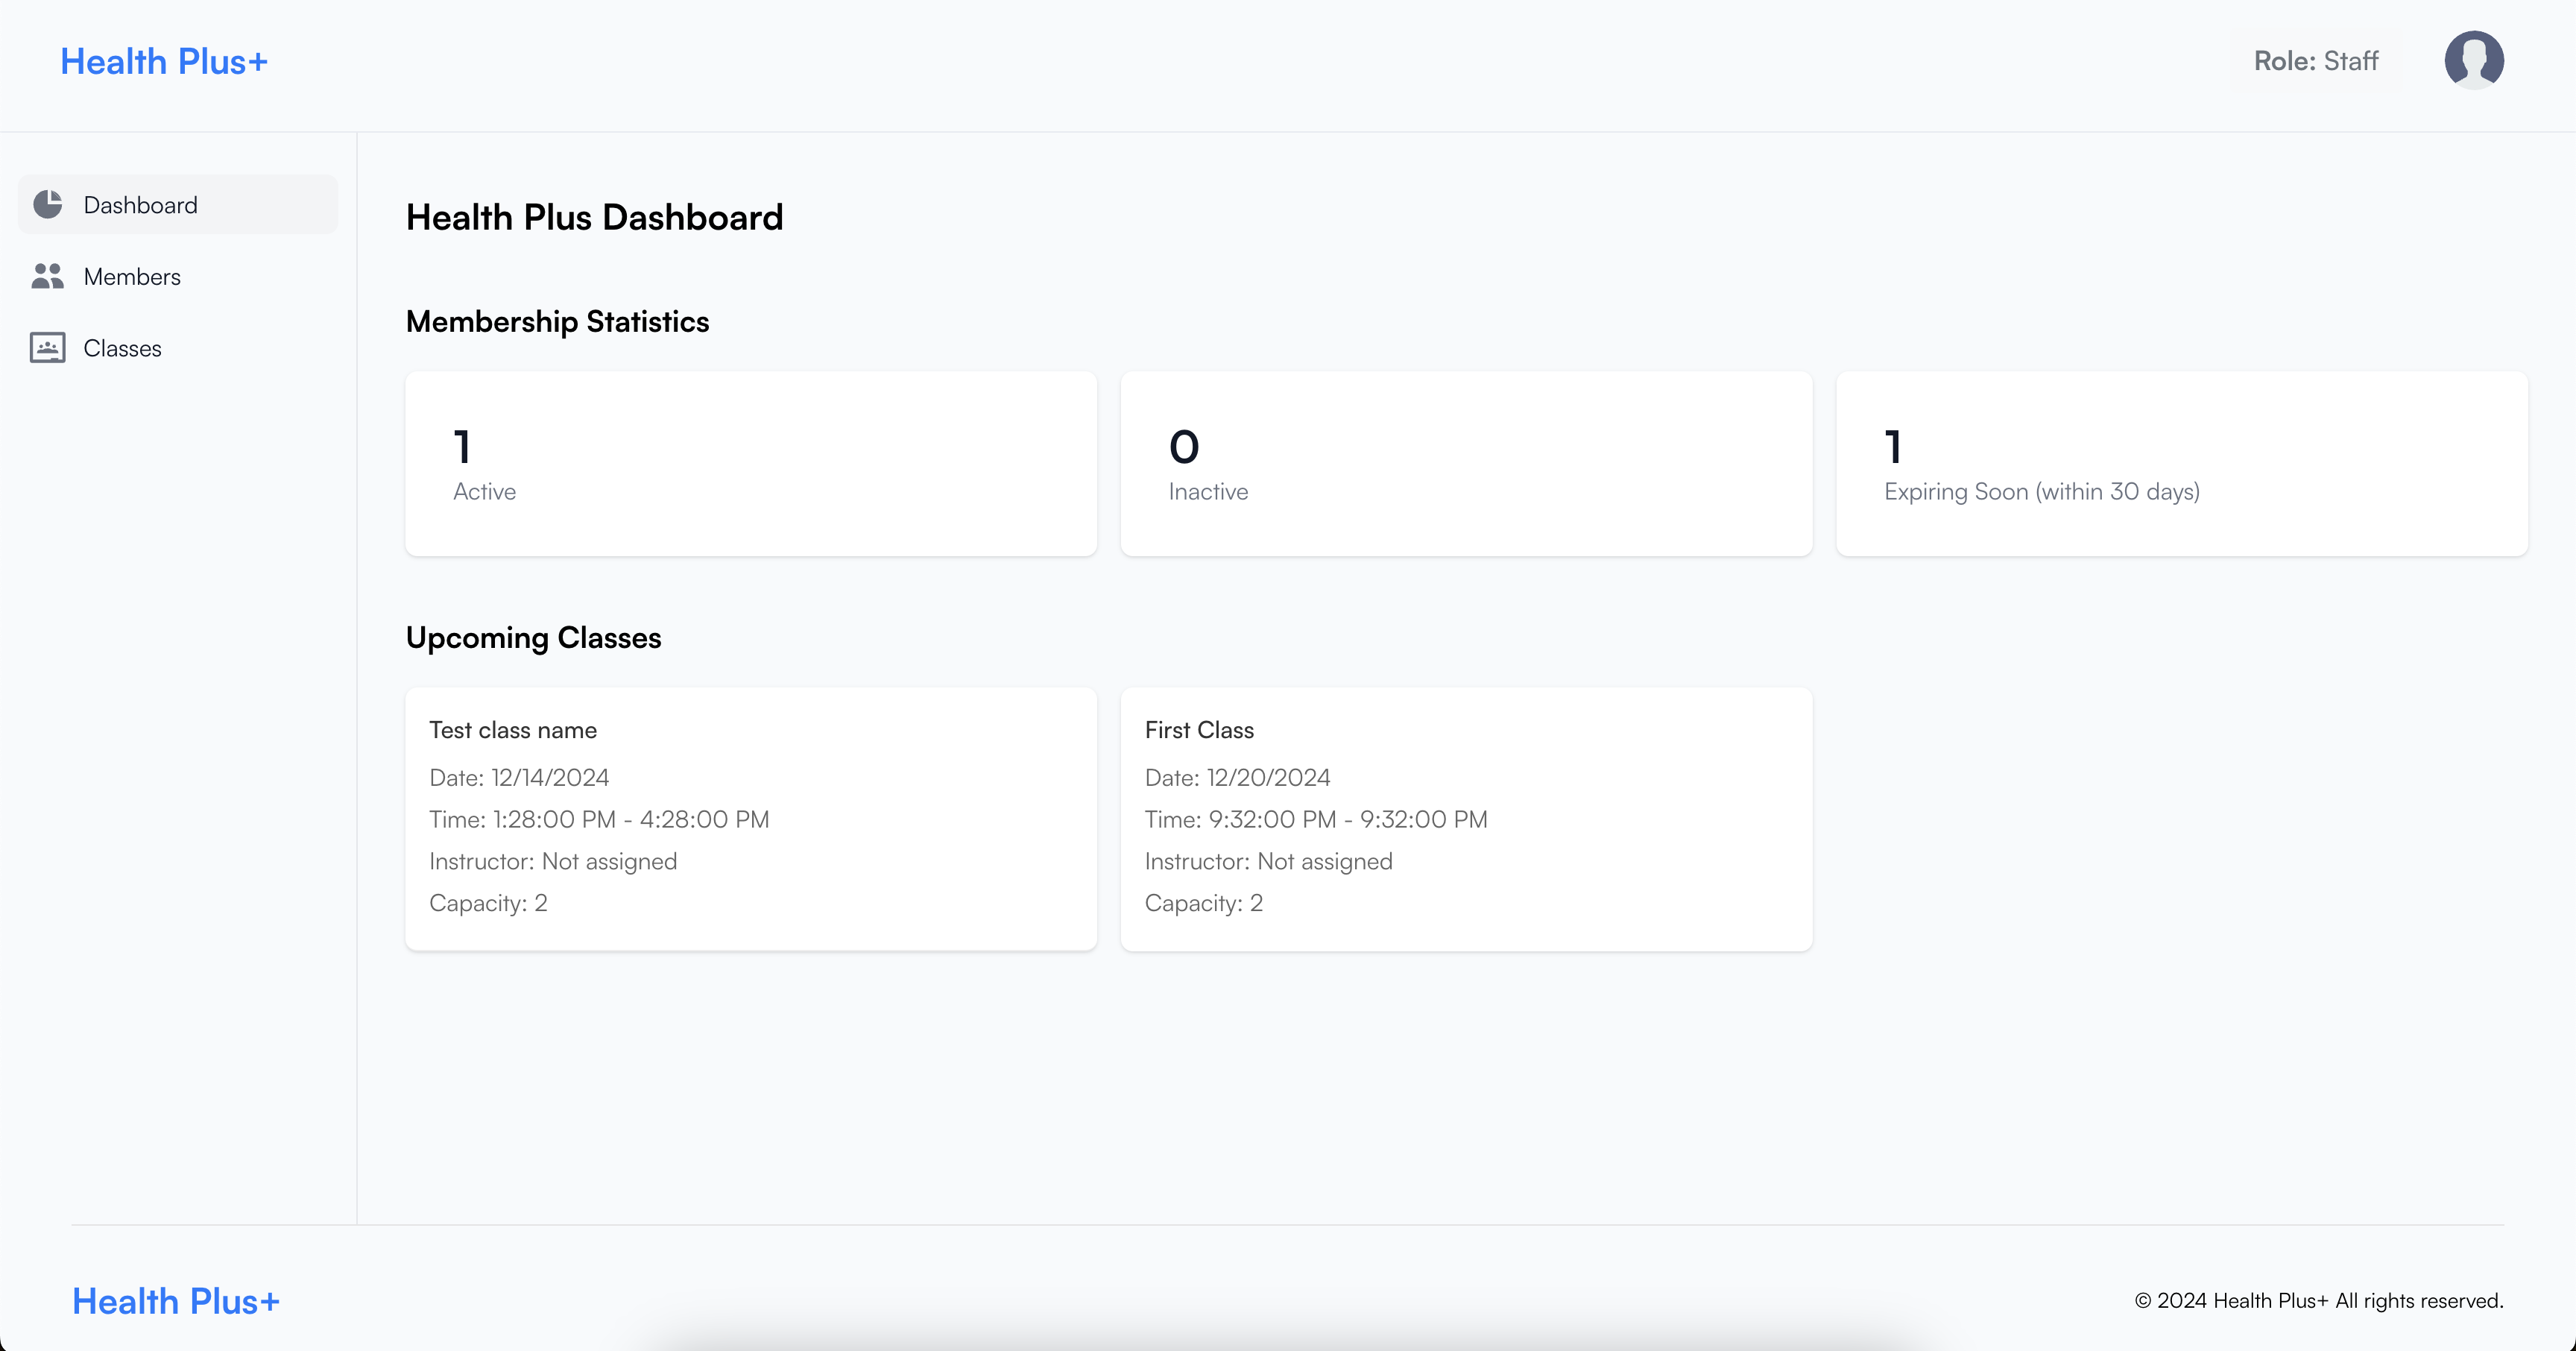 Health Plus+
Role: Staff
Dashboard
Members
Classes
Health Plus Dashboard
Membership Statistics
1
Active
0
Inactive
1
Expiring Soon (within 30 days)
Upcoming Classes
Test class name
Date: 12/14/2024
Time: 1:28:00 PM - 4:28:00 PM
Instructor: Not assigned
Capacity: 2
First Class
Date: 12/20/2024
Time: 9:32:00 PM - 9:32:00 PM
Instructor: Not assigned
Capacity: 2
Health Plus+
© 2024 Health Plus+ All rights reserved.